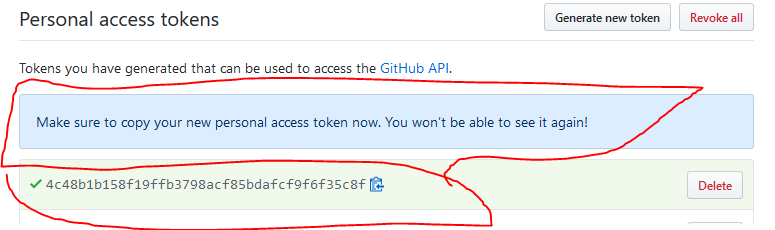 Personal access tokens
Generate new token
Revoke all
Tokens you have generated that can be used to access the GitHub API.
Make sure to copy your new personal access token now. You won't be able to see it again!
4c48b1b158f19ffb3798acf85bdafcf9f6f35c8f
Delete